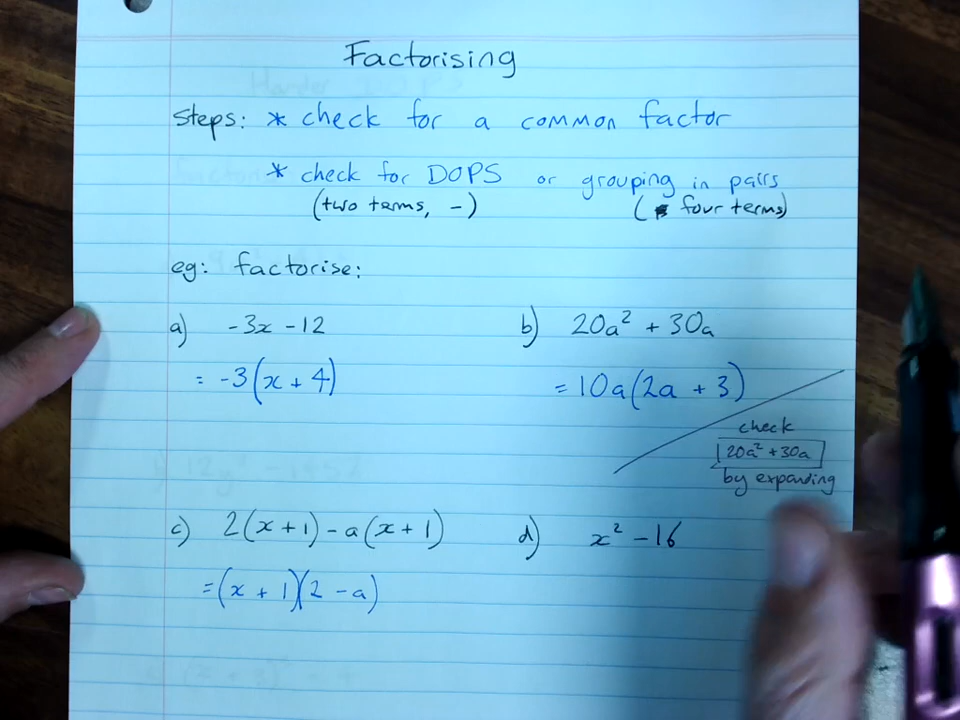 Factorising
Steps: * check for a common factor
* check for DOPS or grouping in pairs
(two terms, -) (four terms)
eg: factorise:
a) -3x - 12
= -3(x + 4)
b) 20a² + 30a
= 10a(2a + 3)
check
20a² + 30a
by expanding
c) 2(x + 1) - a(x + 1)
= (x + 1)(2 - a)
d) x² - 16